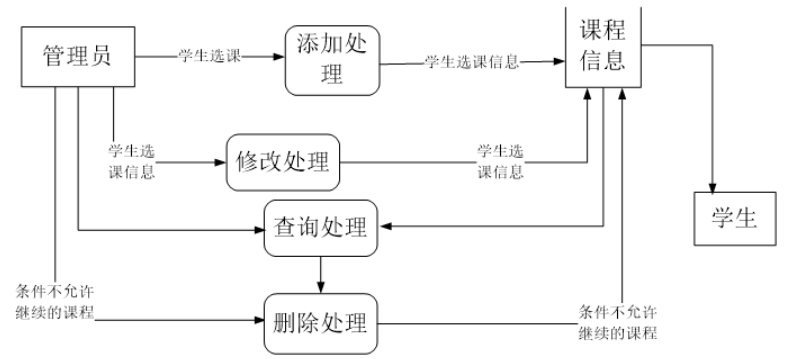 管理员
学生选课
添加处
理
学生选课信息
课程
信息
学生选
课信息
修改处理
学生选
课信息
学生
查询处理
条件不允许
继续的课程
删除处理
条件不允许
继续的课程